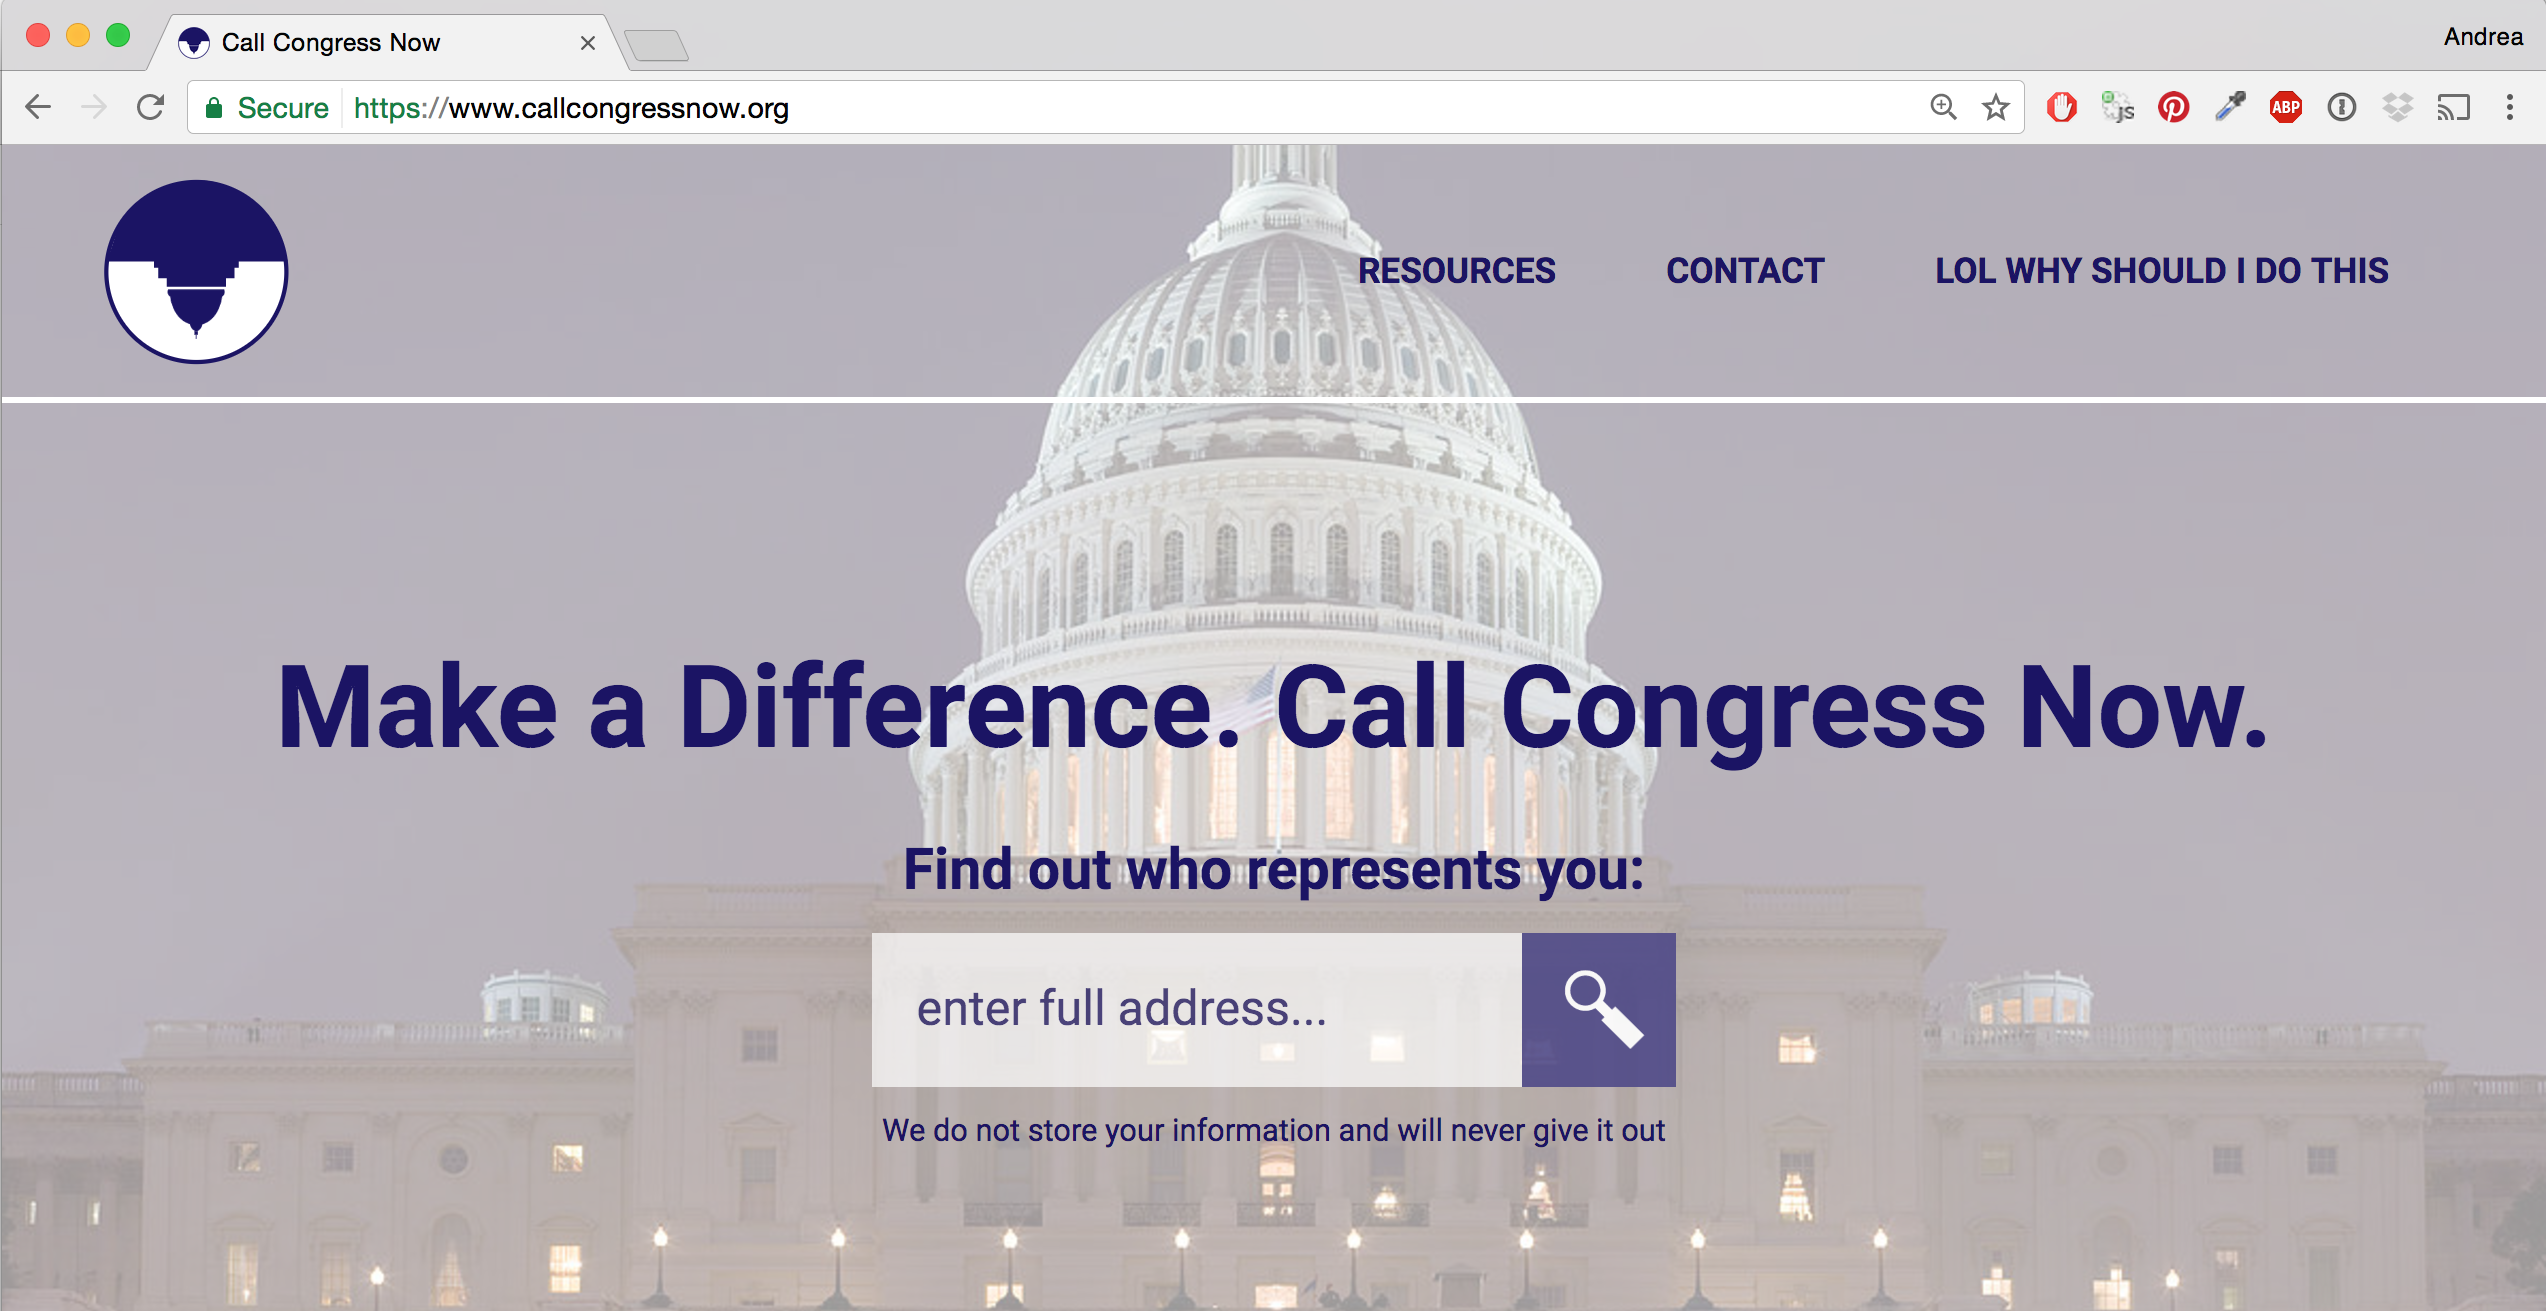 Call Congress Now
Andrea
Secure https://www.callcongressnow.org
js
ABP
RESOURCES CONTACT LOL WHY SHOULD I DO THIS
Make a Difference. Call Congress Now.
Find out who represents you:
enter full address...
We do not store your information and will never give it out